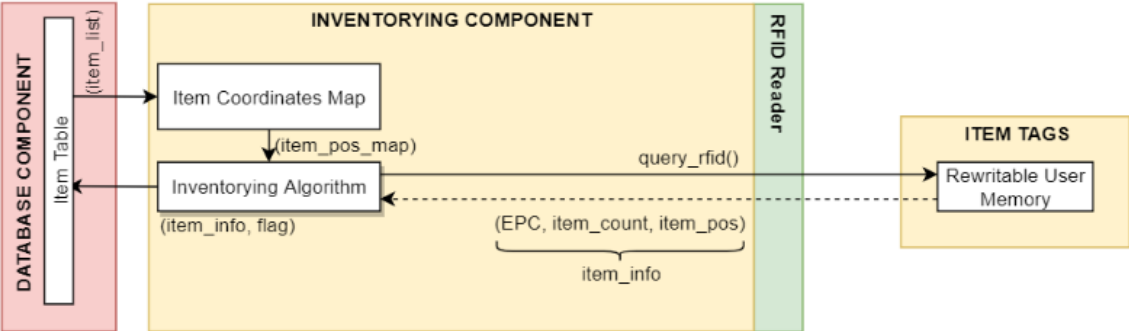 INVENTORYING COMPONENT
DATABASE COMPONENT
Item Table
(item_list)
Item Coordinates Map
(item_pos_map)
Inventorying Algorithm
(item_info, flag)
RFID Reader
query_rfid()
(EPC, item_count, item_pos)
item_info
ITEM TAGS
Rewritable User
Memory